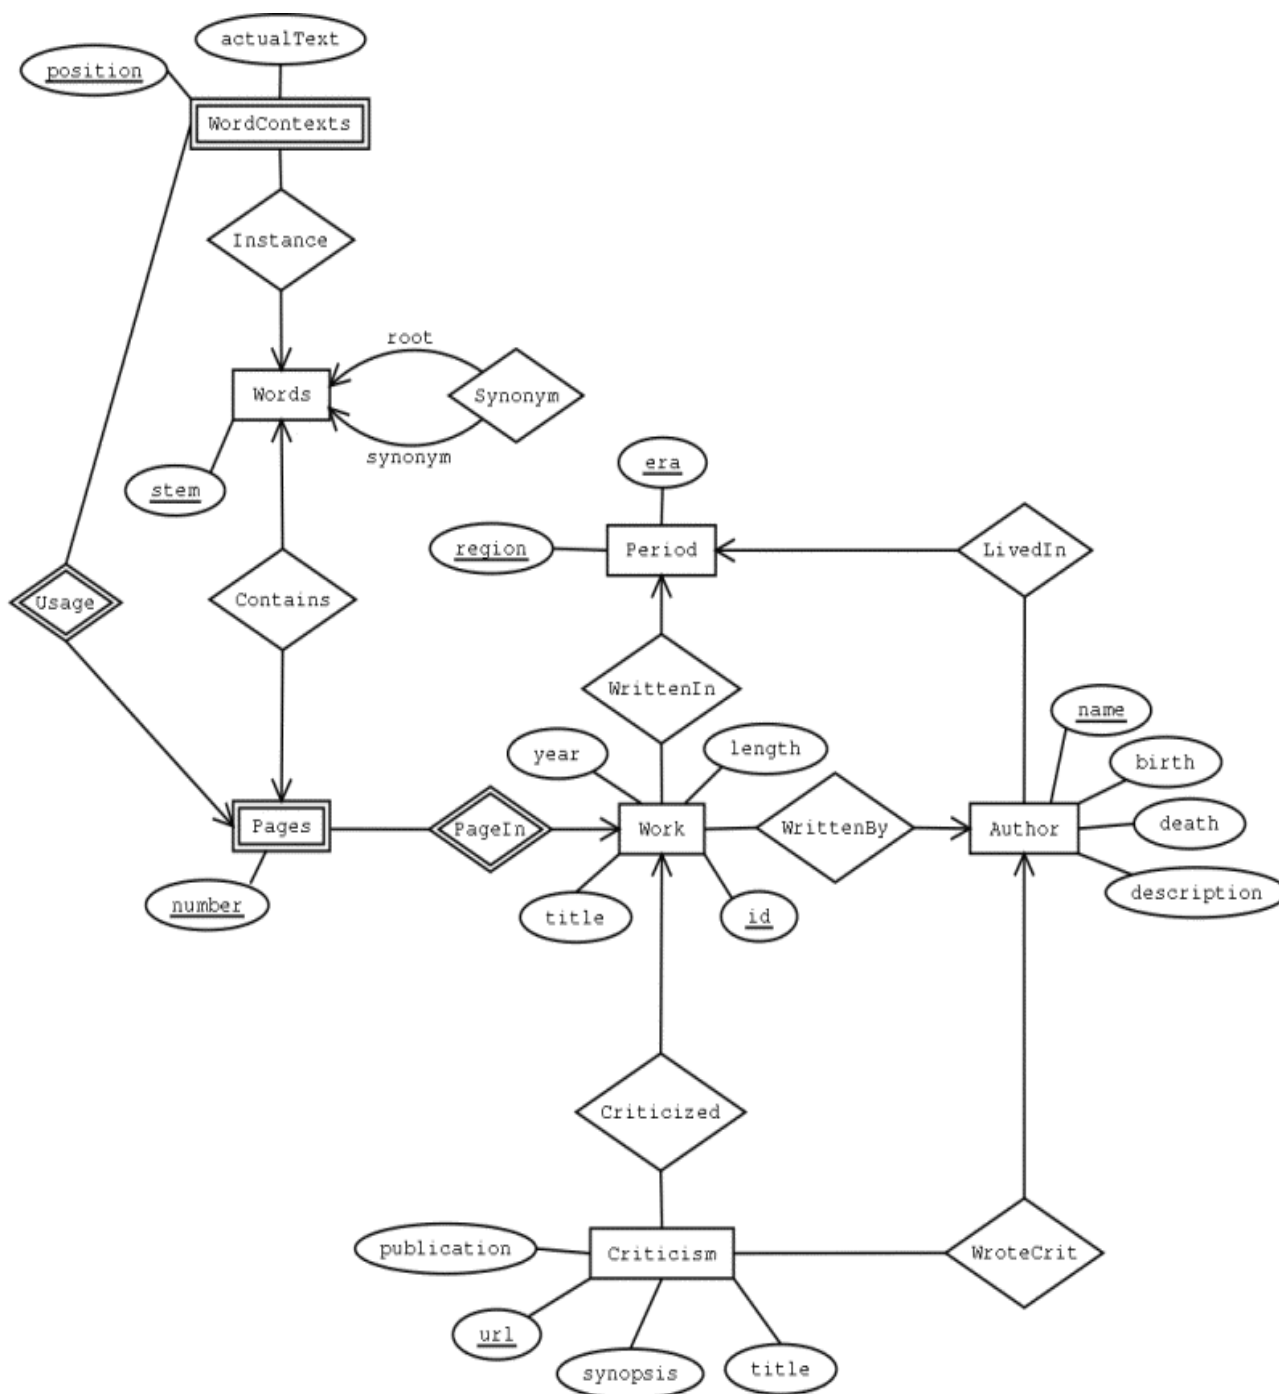 actualText
position
WordContexts
Instance
root
Words
Synonym
synonym
era
stem
region
Period
LivedIn
Usage
Contains
WrittenIn
name
year
length
birth
Pages
PageIn
Work
WrittenBy
Author
death
description
number
title
id
Criticized
publication
Criticism
WroteCrit
url
synopsis
title